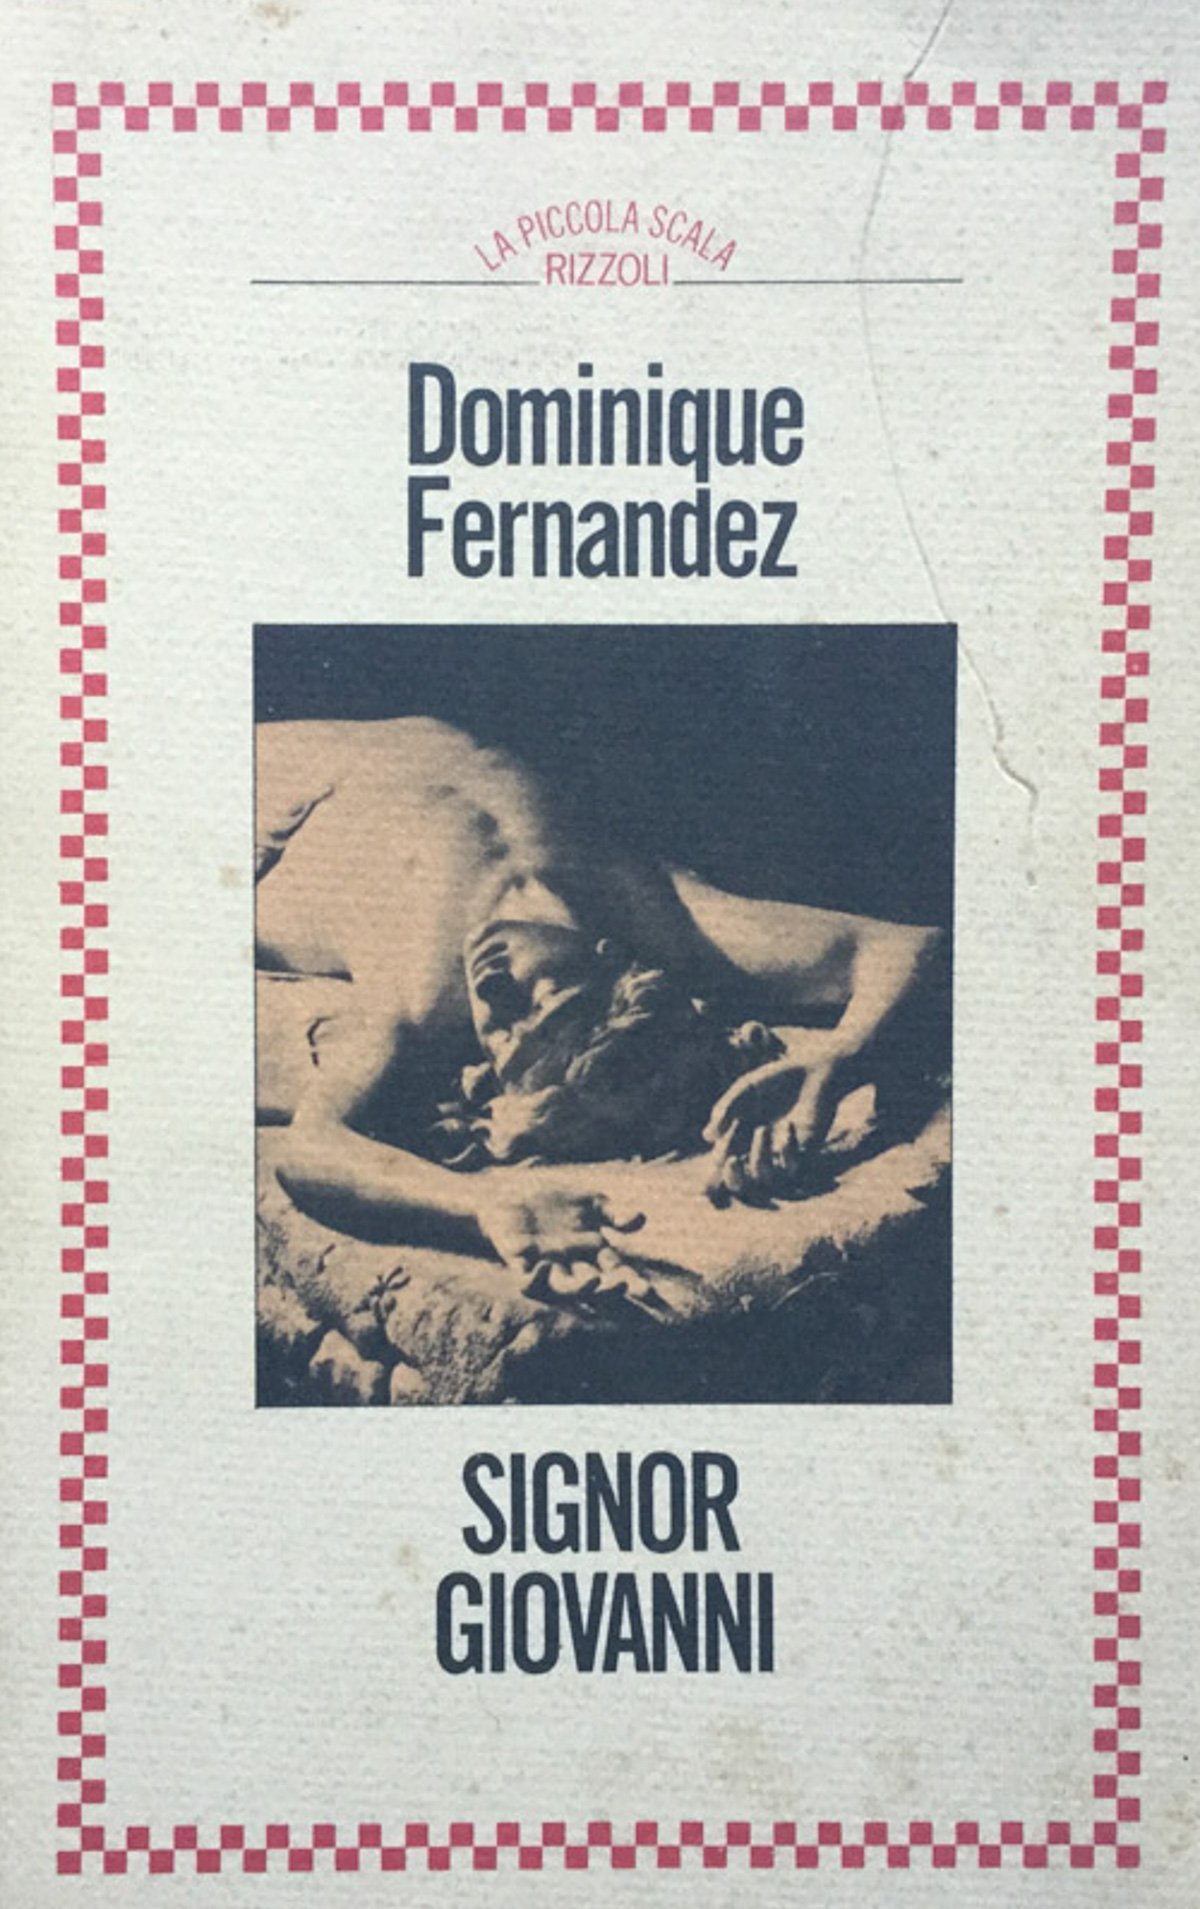 LA PICCOLA SCALA
RIZZOLI
Dominique
Fernandez
SIGNOR
GIOVANNI